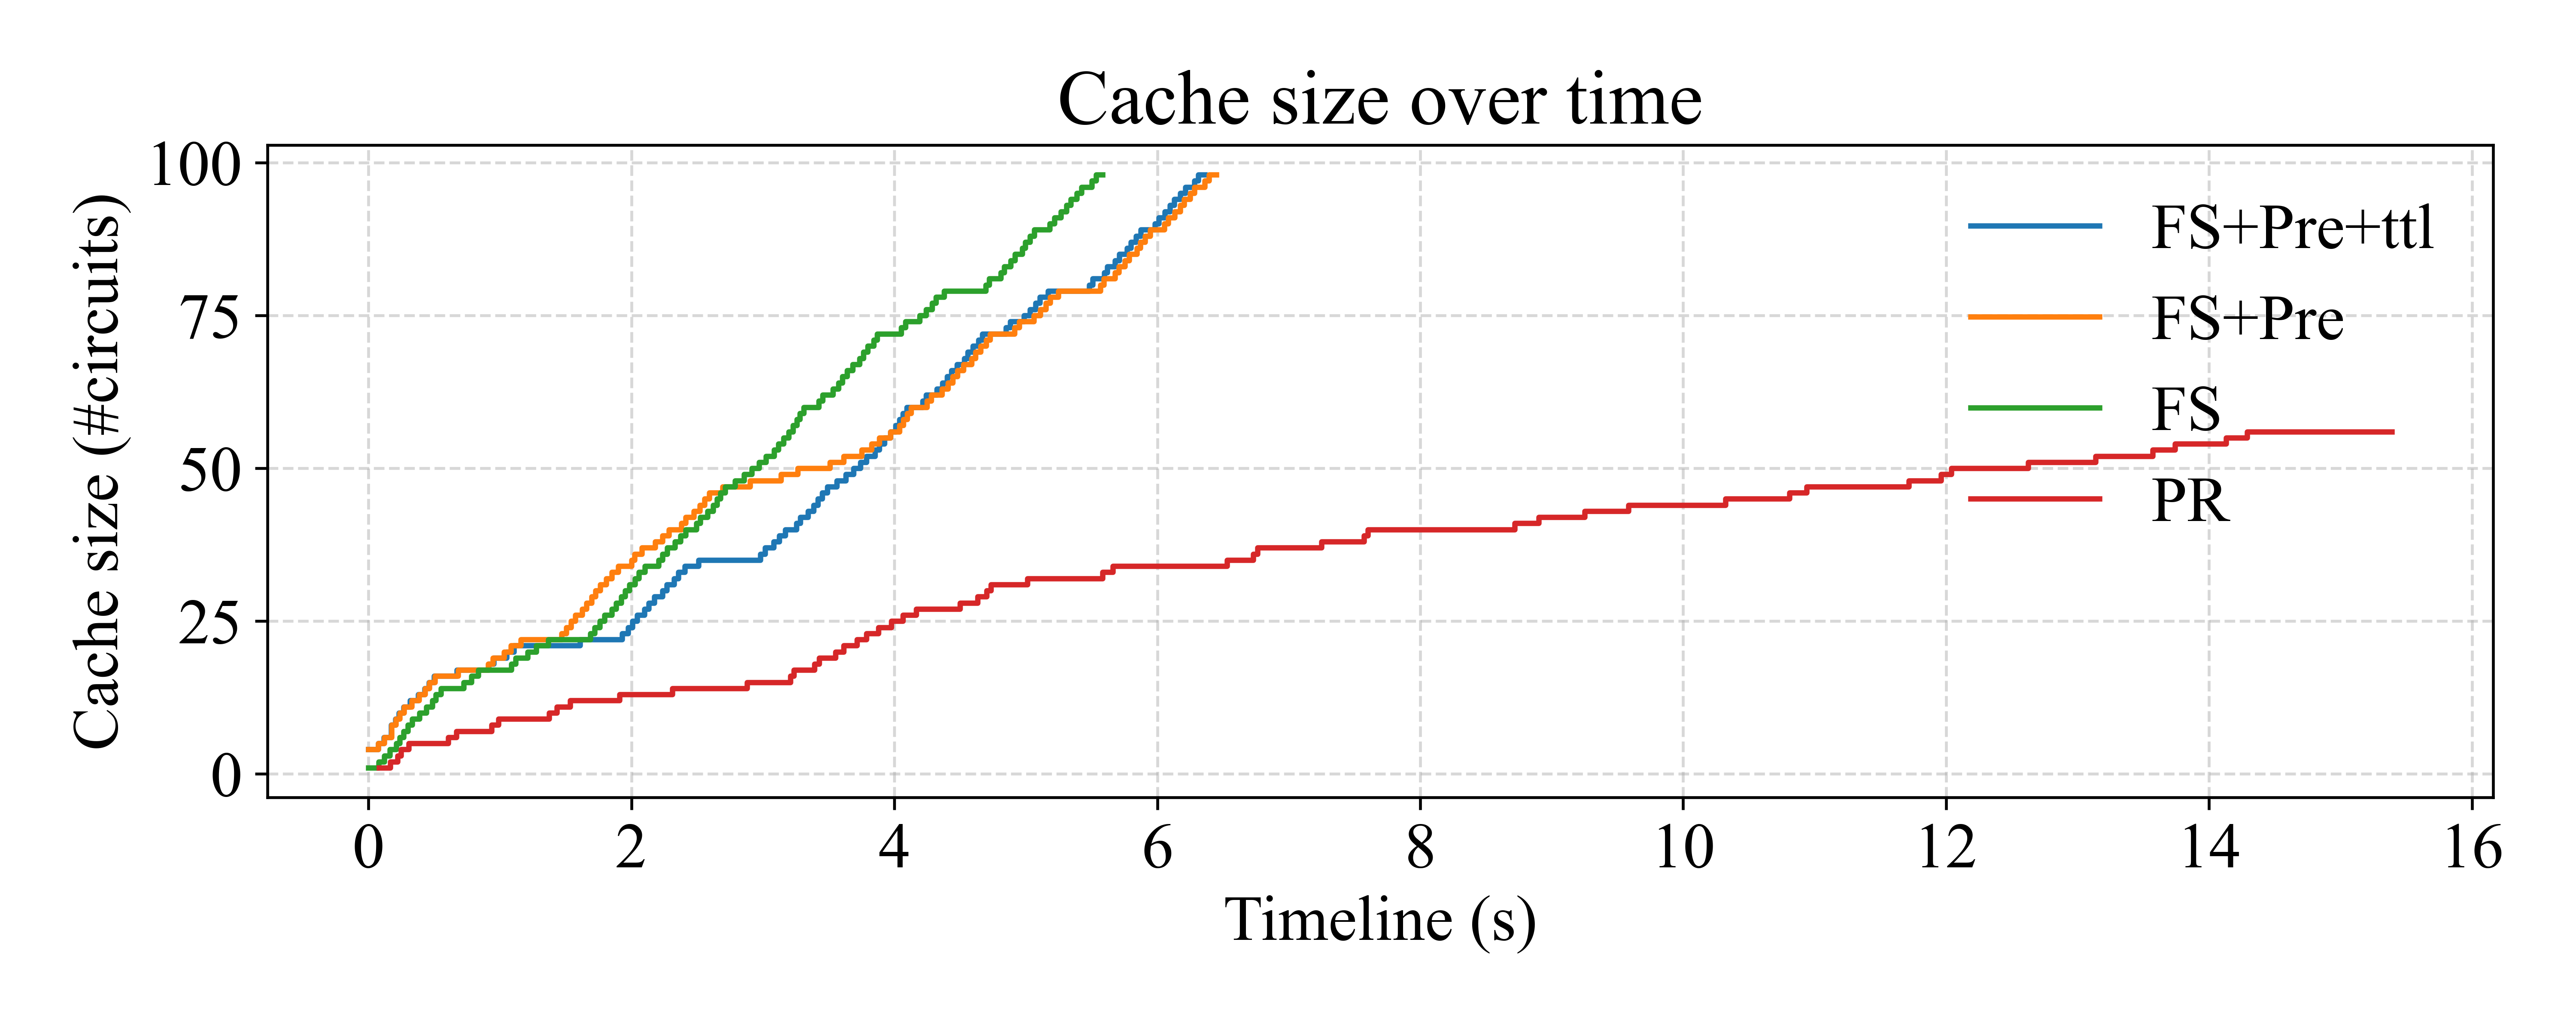 Cache size over time
Cache size (#circuits)
100
75
50
25
0
FS+Pre+ttl
FS+Pre
FS
PR
0 2 4 6 8 10 12 14 16
Timeline (s)